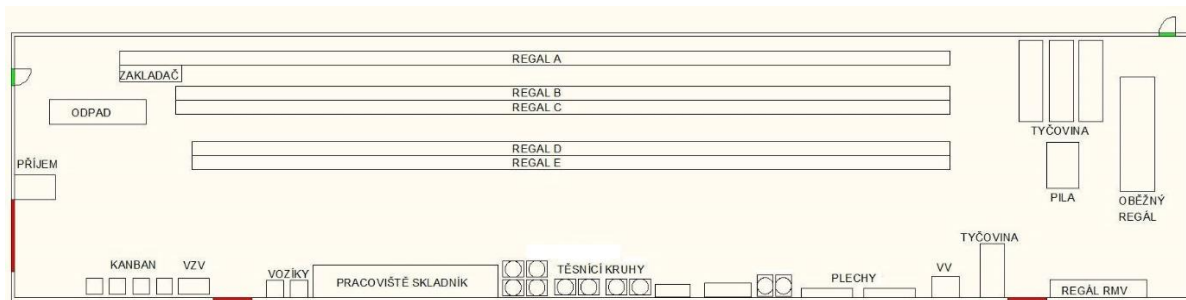 REGAL A
ZAKLADAČ
REGAL B
ODPAD
REGAL C
TYČOVINA
REGAL D
REGAL E
PŘÍJEM
PILA
OBĚŽNÝ
REGÁL
TYČOVINA
KANBAN
VZV
VOZÍKY
TĚSNÍCÍ KRUHY
VV
PLECHY
PRACOVIŠTĚ SKLADNÍK
REGÁL RMV